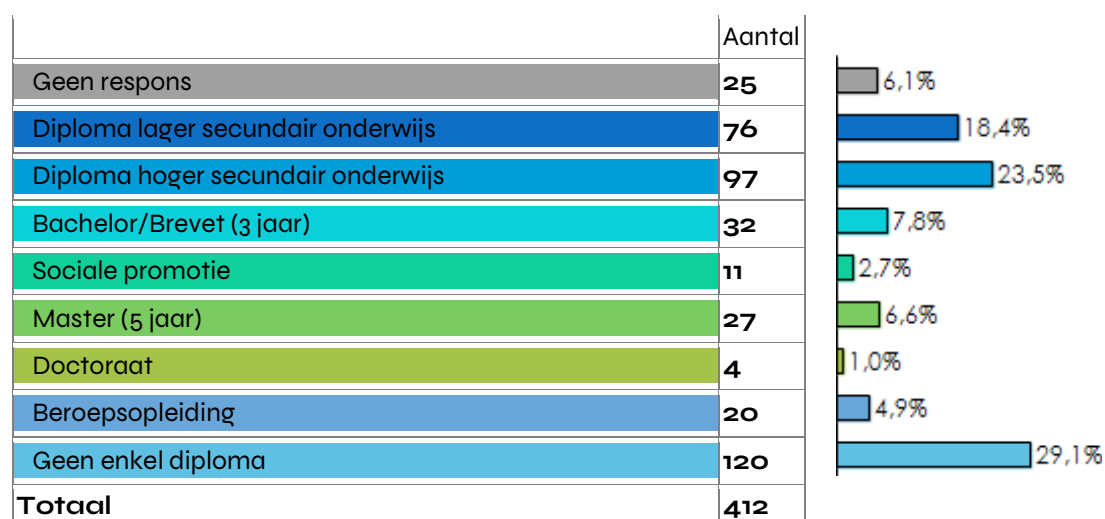 Aantal
Geen respons 25 6,1%
Diploma lager secundair onderwijs 76 18,4%
Diploma hoger secundair onderwijs 97 23,5%
Bachelor/Brevet (3 jaar) 32 7,8%
Sociale promotie 11 2,7%
Master (5 jaar) 27 6,6%
Doctoraat 4 1,0%
Beroepsopleiding 20 4,9%
Geen enkel diploma 120 29,1%
Totaal 412